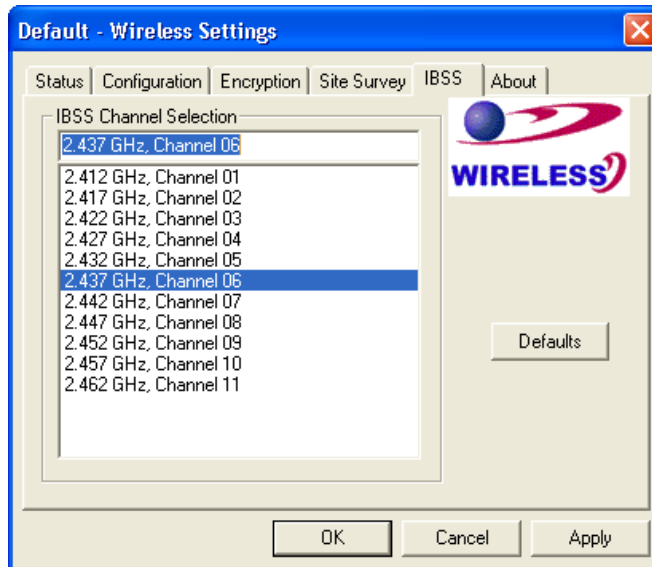 Default - Wireless Settings
Status Configuration Encryption Site Survey IBSS About
IBSS Channel Selection
2.437 GHz, Channel 06
2.412 GHz, Channel 01
2.417 GHz, Channel 02
2.422 GHz, Channel 03
2.427 GHz, Channel 04
2.432 GHz, Channel 05
2.437 GHz, Channel 06
2.442 GHz, Channel 07
2.447 GHz, Channel 08
2.452 GHz, Channel 09
2.457 GHz, Channel 10
2.462 GHz, Channel 11
WIRELESS
Defaults
OK Cancel Apply